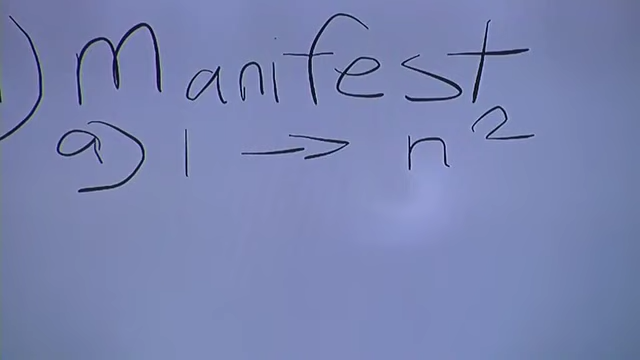 ) Manifest
a) 1 → n²